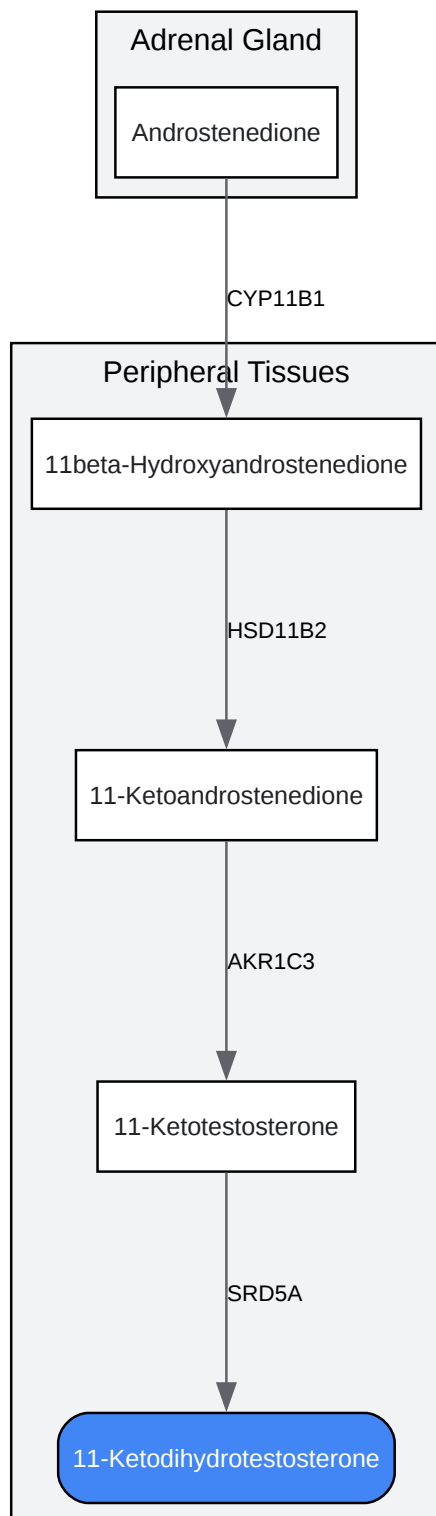 Adrenal Gland
Androstenedione
CYP11B1
Peripheral Tissues
11beta-Hydroxyandrostenedione
HSD11B2
11-Ketoandrostenedione
AKR1C3
11-Ketotestosterone
SRD5A
11-Ketodihydrotestosterone